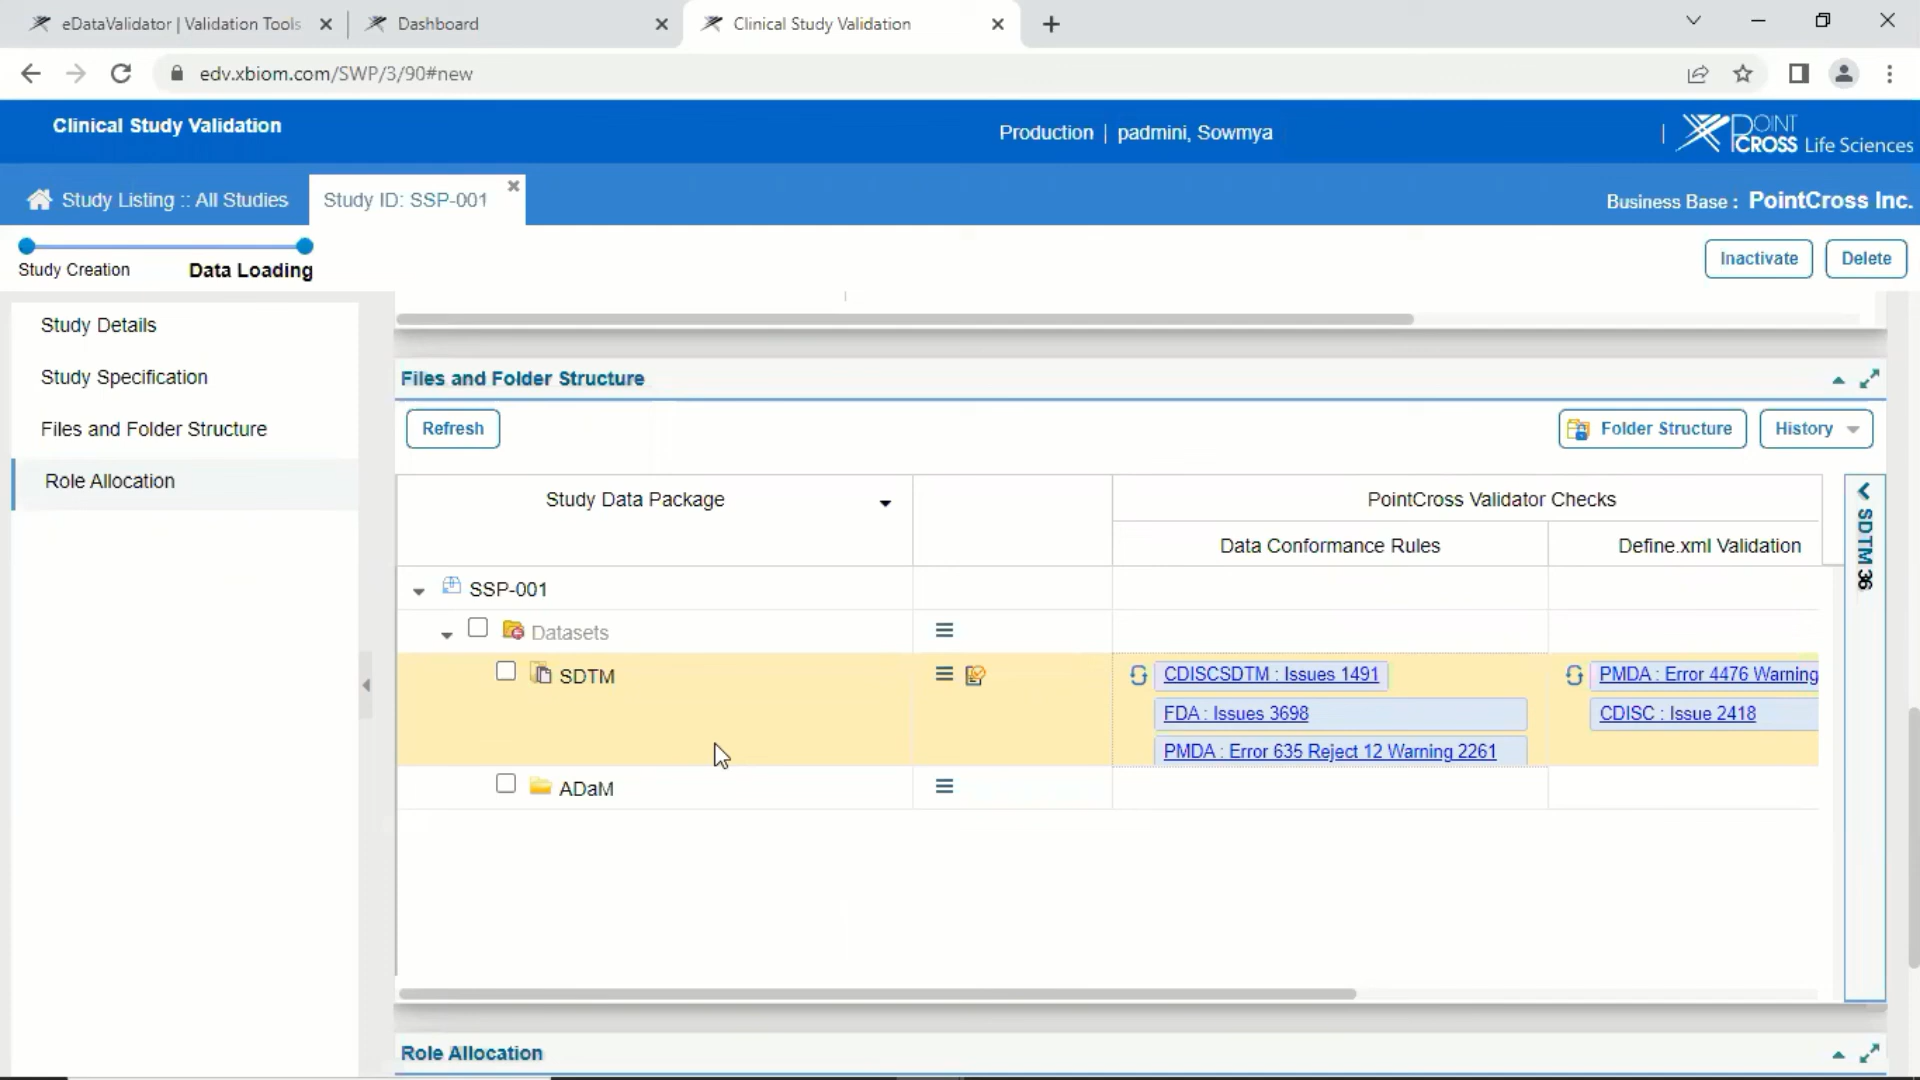 eDataValidator | Validation Tools
Dashboard
Clinical Study Validation
edv.xbiom.com/SWP/3/90#new
Clinical Study Validation
Production | padmini, Sowmya
| POINT CROSS Life Sciences
Study Listing :: All Studies
Study ID: SSP-001
Business Base : PointCross Inc.
Study Creation
Data Loading
Inactivate
Delete
Study Details
Study Specification
Files and Folder Structure
Role Allocation
Files and Folder Structure
Refresh
Folder Structure
History
Study Data Package
PointCross Validator Checks
Data Conformance Rules
Define.xml Validation
SDTM 36
SSP-001
Datasets
SDTM
CDISCSDTM : Issues 1491
PMDA : Error 4476 Warning
FDA : Issues 3698
CDISC : Issue 2418
PMDA : Error 635 Reject 12 Warning 2261
ADaM
Role Allocation